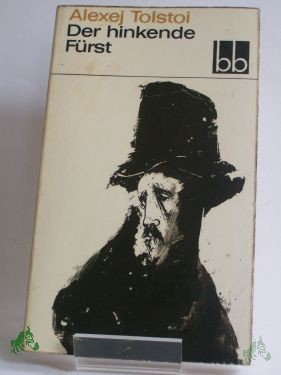 Alexej Tolstoi
Der hinkende
Fürst
bb